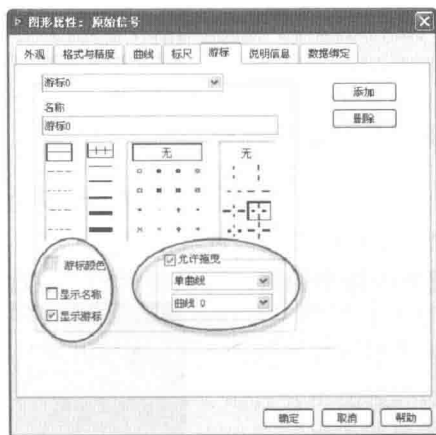 图形属性：原始信号
外观 格式与精度 曲线 标尺 游标 说明信息 数据绑定
游标0
添加
名称
游标0
删除
无 无
游标颜色 允许拖曳
显示名称 单曲线
显示游标 曲线 0
确定 取消 帮助